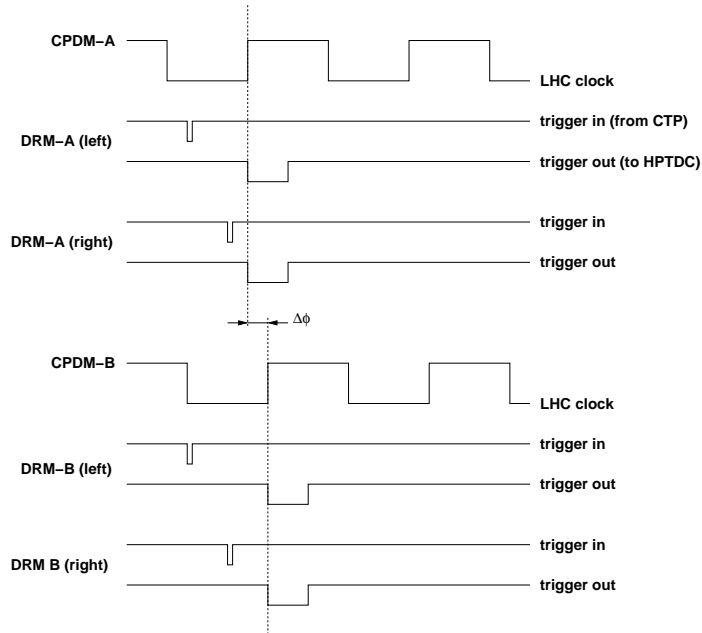 CPDM−A
LHC clock
trigger in (from CTP)
DRM−A (left)
trigger out (to HPTDC)
trigger in
DRM−A (right)
trigger out
Δϕ
CPDM−B
LHC clock
trigger in
DRM−B (left)
trigger out
trigger in
DRM B (right)
trigger out